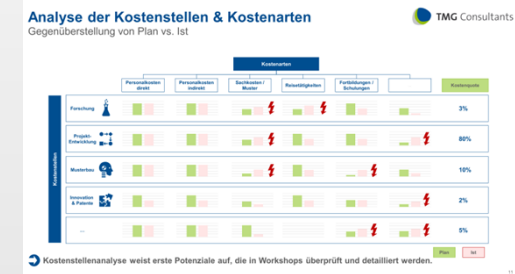 Analyse der Kostenstellen & Kostenarten
TMG Consultants
Gegenüberstellung von Plan vs. Ist
Kostenarten
Personalkosten direkt
Personalkosten indirekt
Sachkosten / Muster
Reisetätigkeiten
Fortbildungen / Schulungen
Kostenquote
Kostenstellen
Forschung
3%
Projekt-
Entwicklung
80%
Musterbau
10%
Innovation
& Patente
2%
...
5%
Plan
Ist
Kostenstellenanalyse weist erste Potenziale auf, die in Workshops überprüft und detailliert werden.